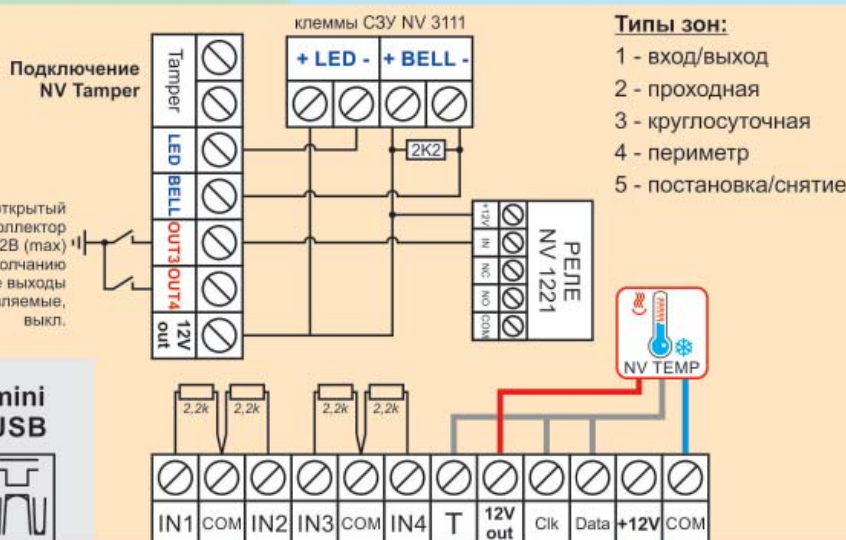 клеммы СЗУ NV 3111
+ LED - + BELL -
Подключение
NV Tamper
Tamper
LED
BELL
OUT3
OUT4
12V
out
2K2
+12V
IN
NC
NO
COM
РЕЛЕ
NV 1221
Типы зон:
1 - вход/выход
2 - проходная
3 - круглосуточная
4 - периметр
5 - постановка/снятие
2В (max)
выкл.
NV TEMP
2,2k 2,2k 2,2k 2,2k
IN1 COM IN2 IN3 COM IN4 T 12V out Clk Data +12V COM